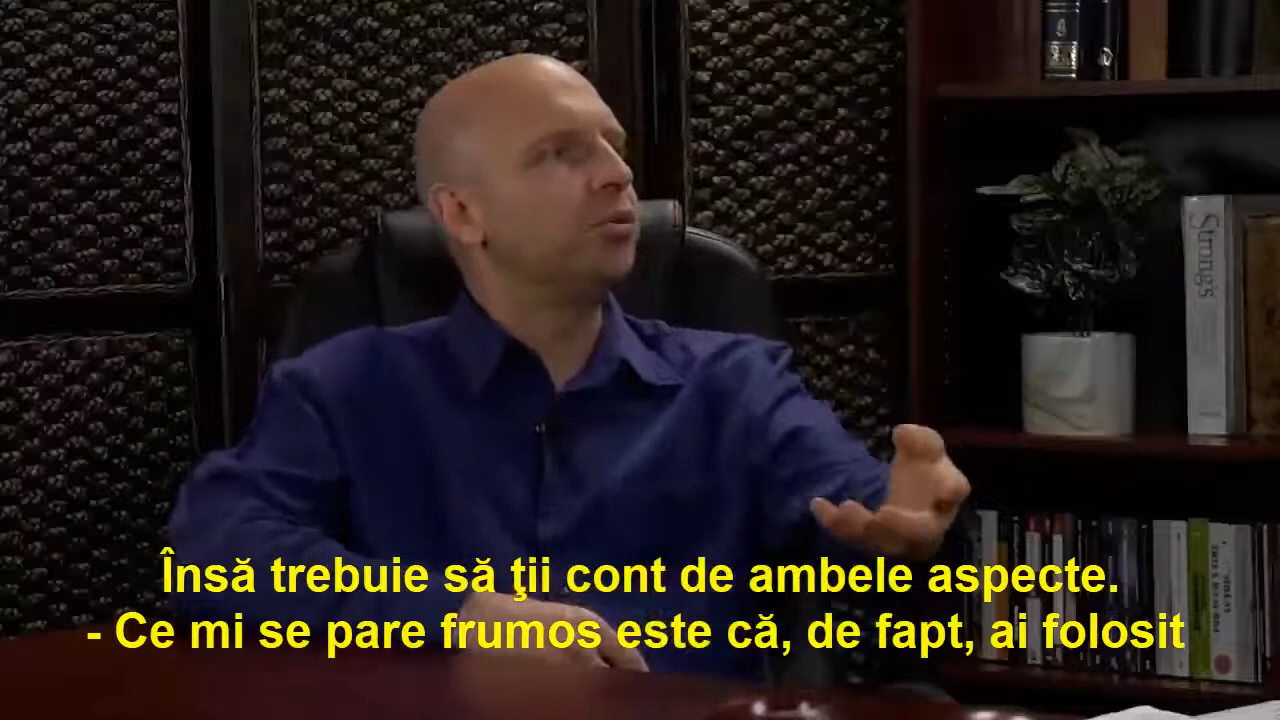 Strong's
Însă trebuie să ţii cont de ambele aspecte.
- Ce mi se pare frumos este că, de fapt, ai folosit